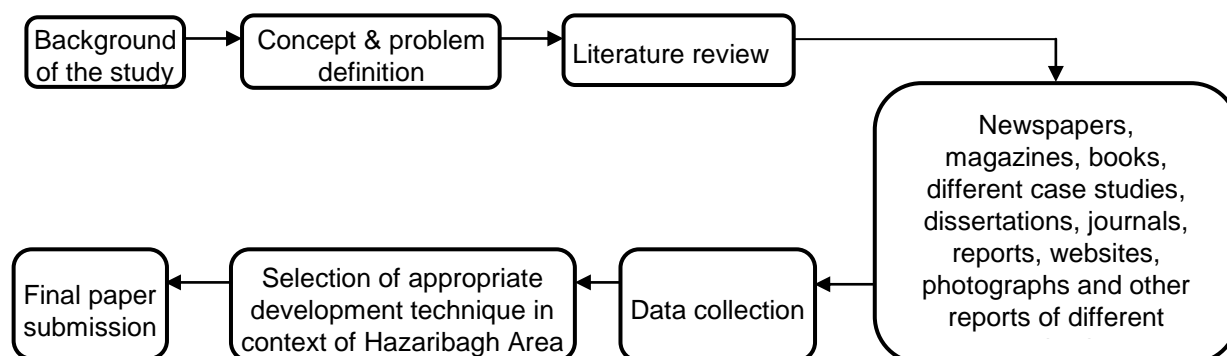 Background
of the study
Concept & problem
definition
Literature review
Newspapers,
magazines, books,
different case studies,
dissertations, journals,
reports, websites,
photographs and other
reports of different
Data collection
Selection of appropriate
development technique in
context of Hazaribagh Area
Final paper
submission